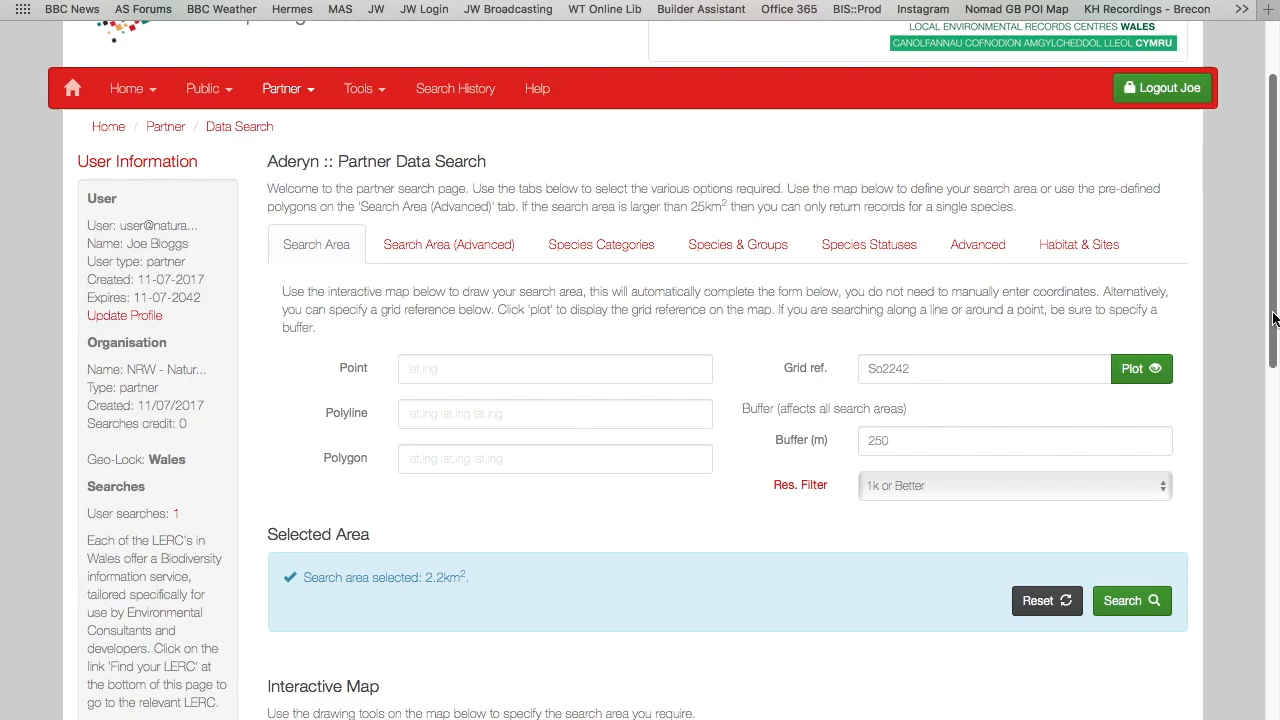 BBC News AS Forums BBC Weather Hermes MAS JW JW Login JW Broadcasting WT Online Lib Builder Assistant Office 365 BIS::Prod Instagram Nomad GB POI Map KH Recordings - Brecon
LOCAL ENVIRONMENTAL RECORDS CENTRES WALES
CANOLFANNAU COFNODION AMGYLCHEDDOL LLEOL CYMRU
Home Public Partner Tools Search History Help Logout Joe
Home / Partner / Data Search
User Information
User
User: user@natura...
Name: Joe Bloggs
User type: partner
Created: 11-07-2017
Expires: 11-07-2042
Update Profile
Organisation
Name: NRW - Natur...
Type: partner
Created: 11/07/2017
Searches credit: 0
Geo-Lock: Wales
Searches
User searches: 1
Each of the LERC's in
Wales offer a Biodiversity
information service,
tailored specifically for
use by Environmental
Consultants and
developers. Click on the
link 'Find your LERC' at
the bottom of this page to
go to the relevant LERC.
Aderyn :: Partner Data Search
Welcome to the partner search page. Use the tabs below to select the various options required. Use the map below to define your search area or use the pre-defined
polygons on the 'Search Area (Advanced)' tab. If the search area is larger than 25km² then you can only return records for a single species.
Search Area Search Area (Advanced) Species Categories Species & Groups Species Statuses Advanced Habitat & Sites
Use the interactive map below to draw your search area, this will automatically complete the form below, you do not need to manually enter coordinates. Alternatively,
you can specify a grid reference below. Click 'plot' to display the grid reference on the map. If you are searching along a line or around a point, be sure to specify a
buffer.
Point lat,lng
Polyline lat,lng lat,lng lat,lng
Polygon lat,lng lat,lng lat,lng
Grid ref. So2242 Plot
Buffer (affects all search areas)
Buffer (m) 250
Res. Filter 1k or Better
Selected Area
Search area selected: 2.2km².
Reset Search
Interactive Map
Use the drawing tools on the map below to specify the search area you require.